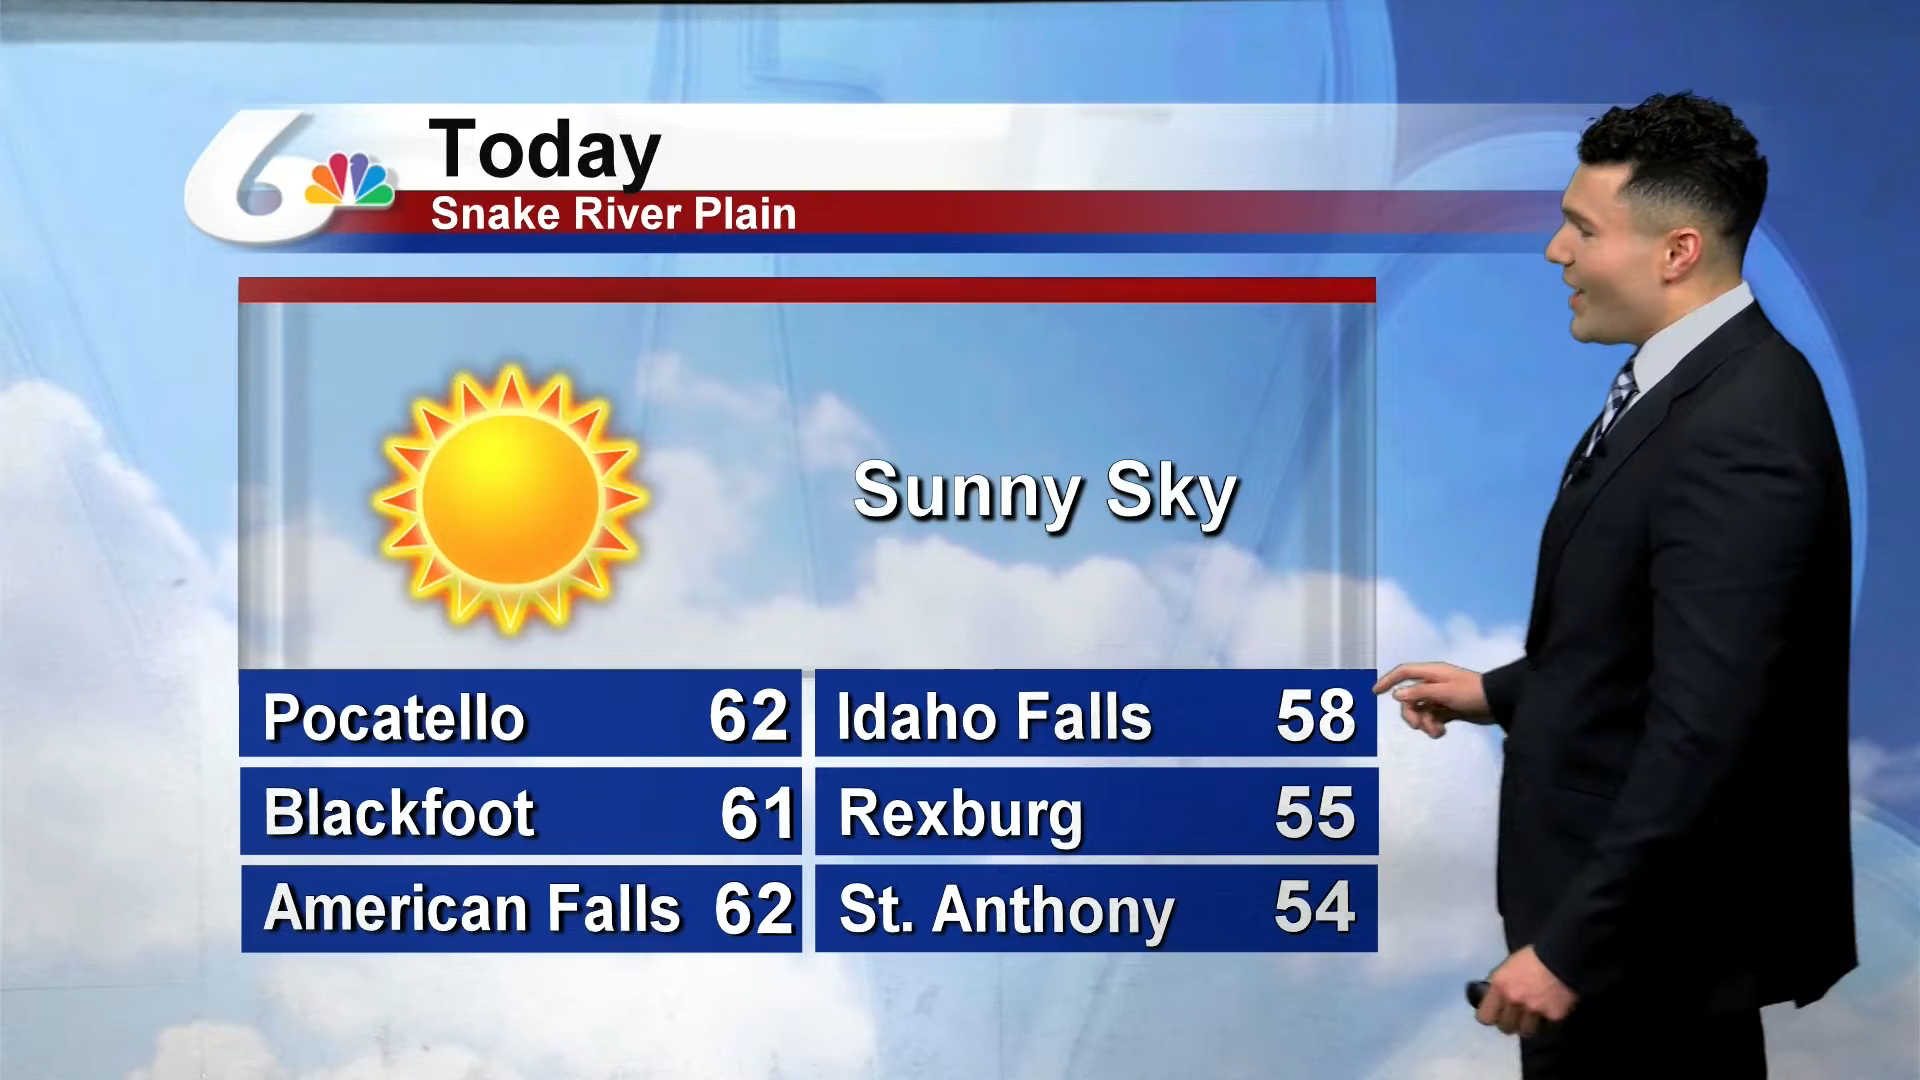 6 Today
Snake River Plain
Sunny Sky
Pocatello 62
Idaho Falls 58
Blackfoot 61
Rexburg 55
American Falls 62
St. Anthony 54